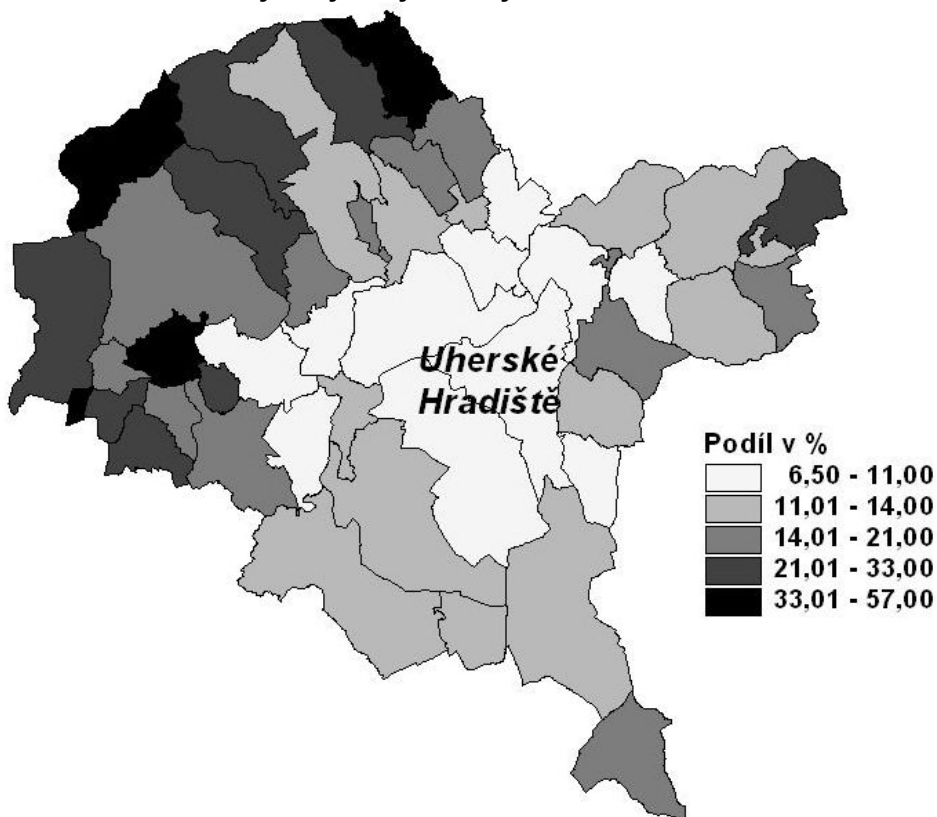 Uherské
Hradiště
Podíl v %
6,50 - 11,00
11,01 - 14,00
14,01 - 21,00
21,01 - 33,00
33,01 - 57,00